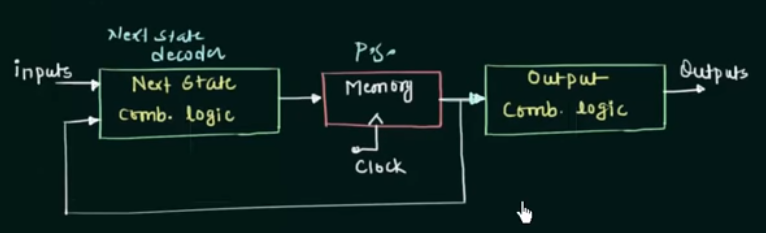 Next state
decoder
P.S.
inputs
Next State
Comb. logic
Memory
Clock
Output
Comb. logic
Outputs